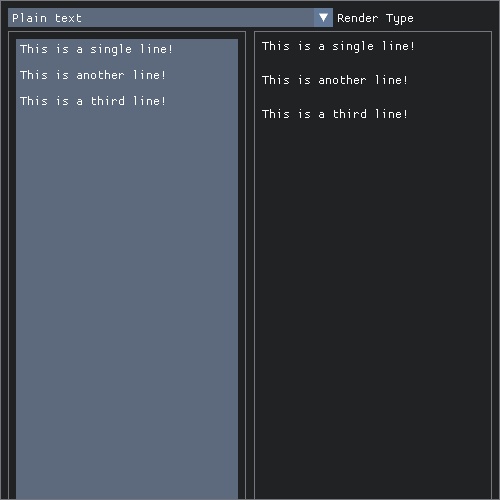 Plain text
Render Type
This is a single line!
This is another line!
This is a third line!
This is a single line!
This is another line!
This is a third line!